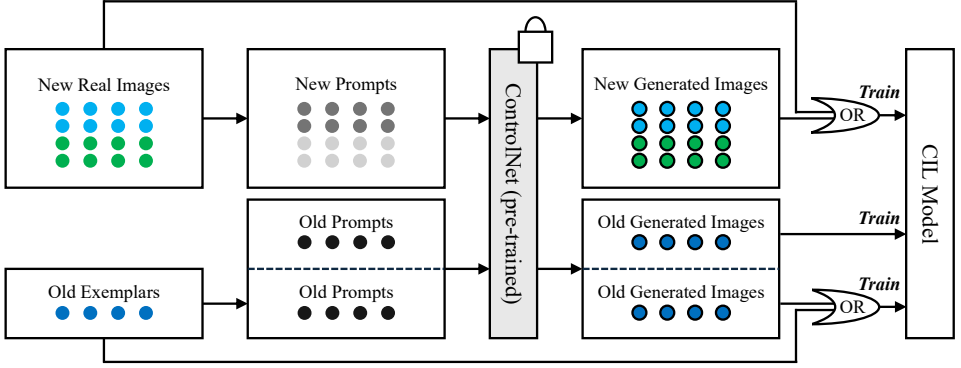 New Real Images
New Prompts
New Generated Images
Train
OR
ControlNet (pre-trained)
CIL Model
Old Prompts
Old Generated Images
Train
Old Exemplars
Old Prompts
Old Generated Images
Train
OR